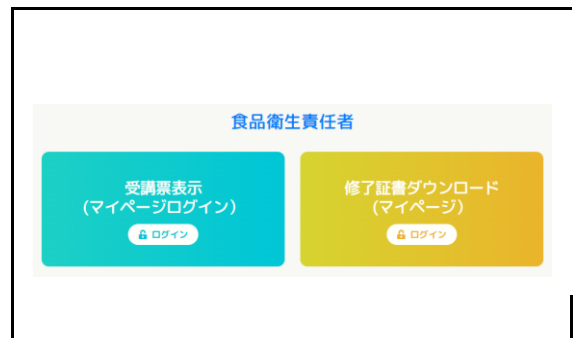 食品衛生責任者
受講票表示
(マイページログイン)
ログイン
修了証書ダウンロード
(マイページ)
ログイン